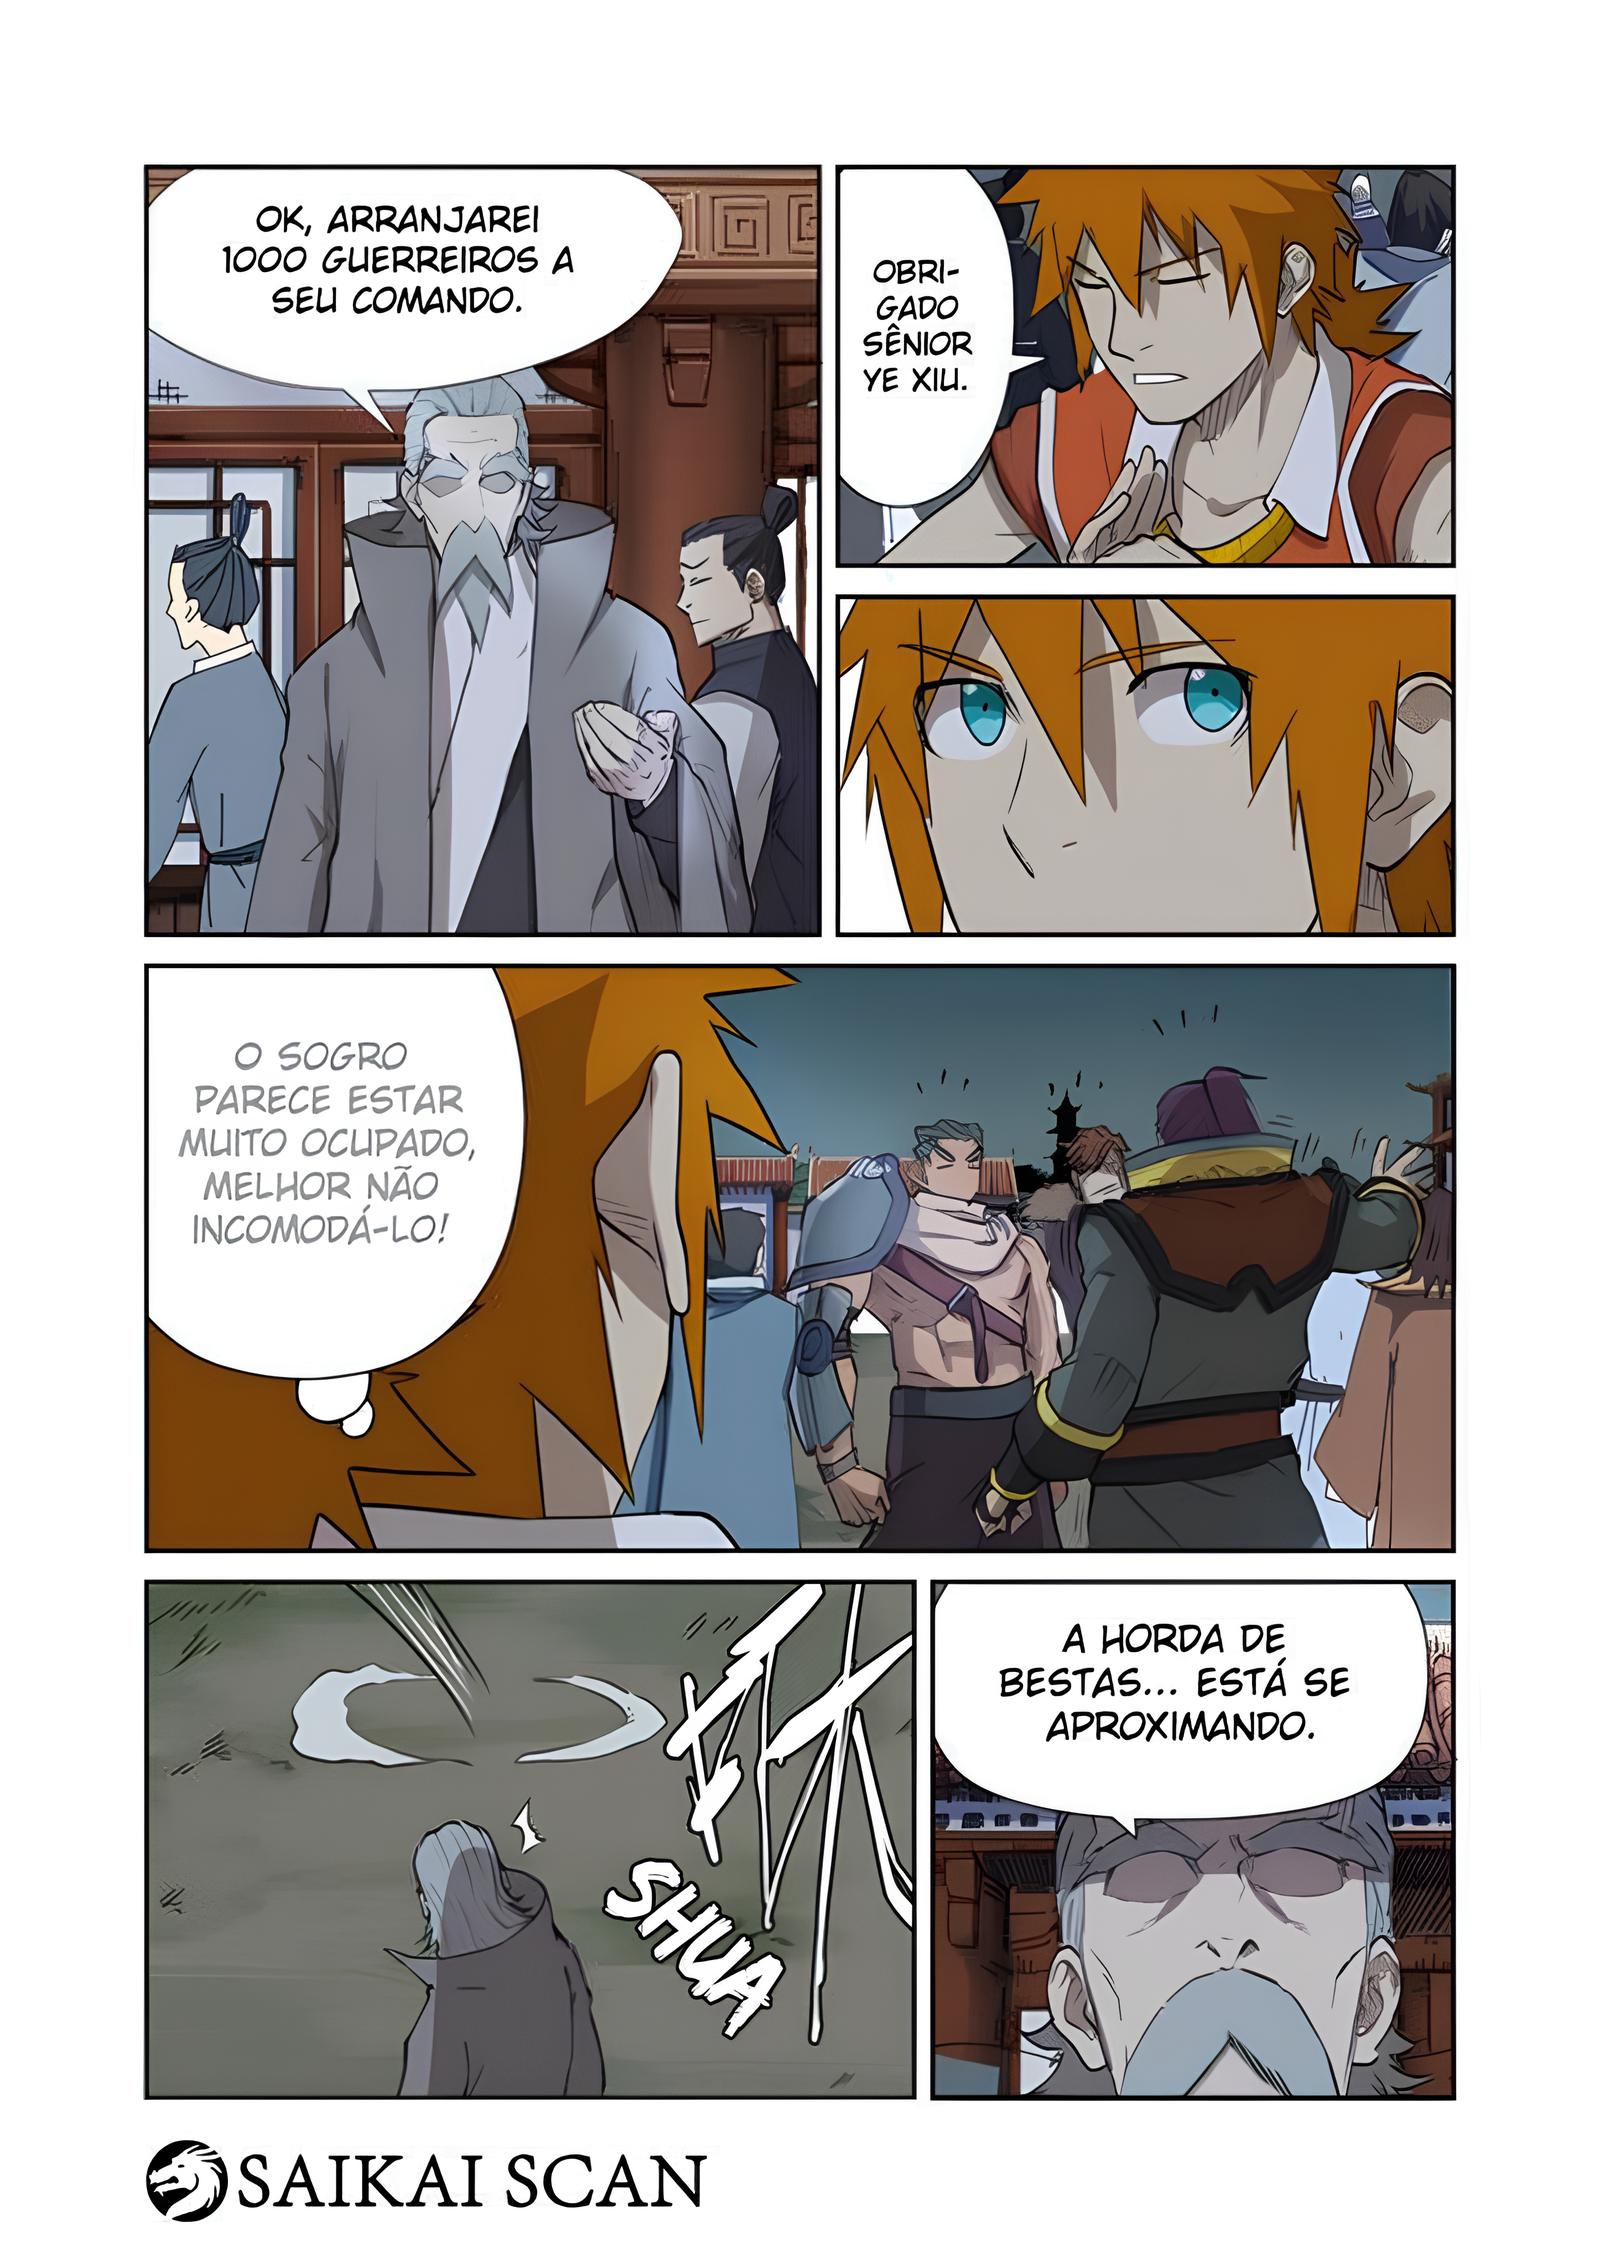 OK, ARRANJAREI
1000 GUERREIROS A
SEU COMANDO.
OBRI-
GADO
SÊNIOR
YE XIU.
O SOGRO
PARECE ESTAR
MUITO OCUPADO,
MELHOR NÃO
INCOMODÁ-LO!
SHUA
A HORDA DE
BESTAS... ESTÁ SE
APROXIMANDO.
SAIKAI SCAN